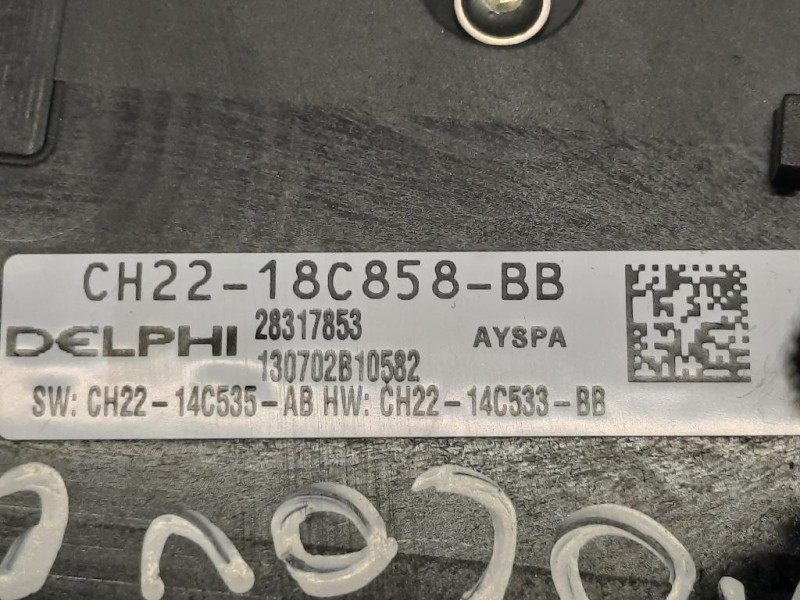 CH22-18C858-BB
DELPHI 28317853 AYSPA
130702B10582
SW: CH22-14C535-AB HW: CH22-14C533-BB